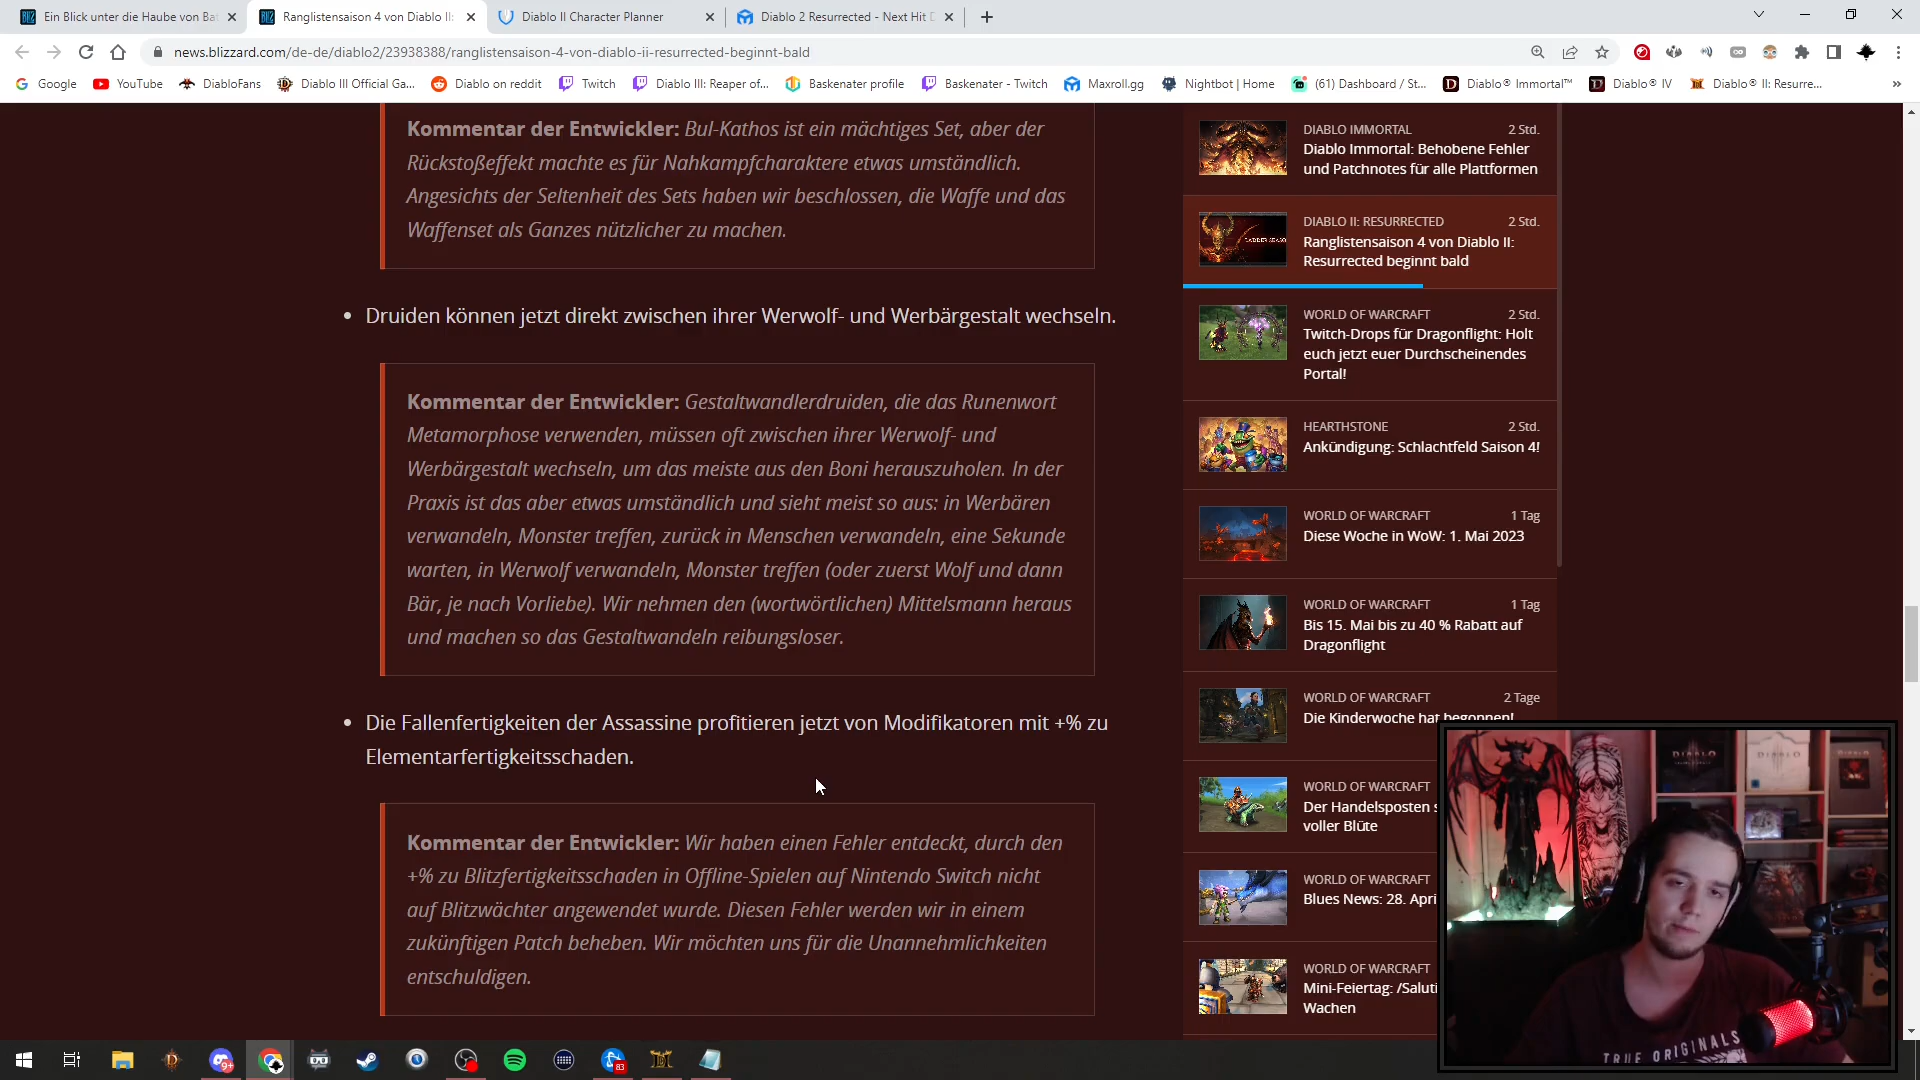 Ein Blick unter die Haube von Ba
Ranglistensaison 4 von Diablo II:
Diablo II Character Planner
Diablo 2 Resurrected - Next Hit D
news.blizzard.com/de-de/diablo2/23938388/ranglistensaison-4-von-diablo-ii-resurrected-beginnt-bald
Google
YouTube
DiabloFans
Diablo III Official Ga...
Diablo on reddit
Twitch
Diablo III: Reaper of...
Baskenater profile
Baskenater - Twitch
Maxroll.gg
Nightbot | Home
(61) Dashboard / St...
Diablo® Immortal™
Diablo® IV
Diablo® II: Resurre...
Kommentar der Entwickler: Bul-Kathos ist ein mächtiges Set, aber der
Rückstoßeffekt machte es für Nahkampfcharaktere etwas umständlich.
Angesichts der Seltenheit des Sets haben wir beschlossen, die Waffe und das
Waffenset als Ganzes nützlicher zu machen.
• Druiden können jetzt direkt zwischen ihrer Werwolf- und Werbärgestalt wechseln.
Kommentar der Entwickler: Gestaltwandlerdruiden, die das Runenwort
Metamorphose verwenden, müssen oft zwischen ihrer Werwolf- und
Werbärgestalt wechseln, um das meiste aus den Boni herauszuholen. In der
Praxis ist das aber etwas umständlich und sieht meist so aus: in Werbären
verwandeln, Monster treffen, zurück in Menschen verwandeln, eine Sekunde
warten, in Werwolf verwandeln, Monster treffen (oder zuerst Wolf und dann
Bär, je nach Vorliebe). Wir nehmen den (wortwörtlichen) Mittelsmann heraus
und machen so das Gestaltwandeln reibungsloser.
• Die Fallenfertigkeiten der Assassine profitieren jetzt von Modifikatoren mit +% zu
Elementarfertigkeitsschaden.
Kommentar der Entwickler: Wir haben einen Fehler entdeckt, durch den
+% zu Blitzfertigkeitsschaden in Offline-Spielen auf Nintendo Switch nicht
auf Blitzwächter angewendet wurde. Diesen Fehler werden wir in einem
zukünftigen Patch beheben. Wir möchten uns für die Unannehmlichkeiten
entschuldigen.
DIABLO IMMORTAL 2 Std.
Diablo Immortal: Behobene Fehler
und Patchnotes für alle Plattformen
DIABLO II: RESURRECTED 2 Std.
Ranglistensaison 4 von Diablo II:
Resurrected beginnt bald
WORLD OF WARCRAFT 2 Std.
Twitch-Drops für Dragonflight: Holt
euch jetzt euer Durchscheinendes
Portal!
HEARTHSTONE 2 Std.
Ankündigung: Schlachtfeld Saison 4!
WORLD OF WARCRAFT 1 Tag
Diese Woche in WoW: 1. Mai 2023
WORLD OF WARCRAFT 1 Tag
Bis 15. Mai bis zu 40 % Rabatt auf
Dragonflight
WORLD OF WARCRAFT 2 Tage
Die Kinderwoche hat begonnen!
WORLD OF WARCRAFT
Der Handelsposten s
voller Blüte
WORLD OF WARCRAFT
Blues News: 28. Apri
WORLD OF WARCRAFT
Mini-Feiertag: /Saluti
Wachen
DIABLO
DIABLO
TRUE ORIGINALS
9+
83